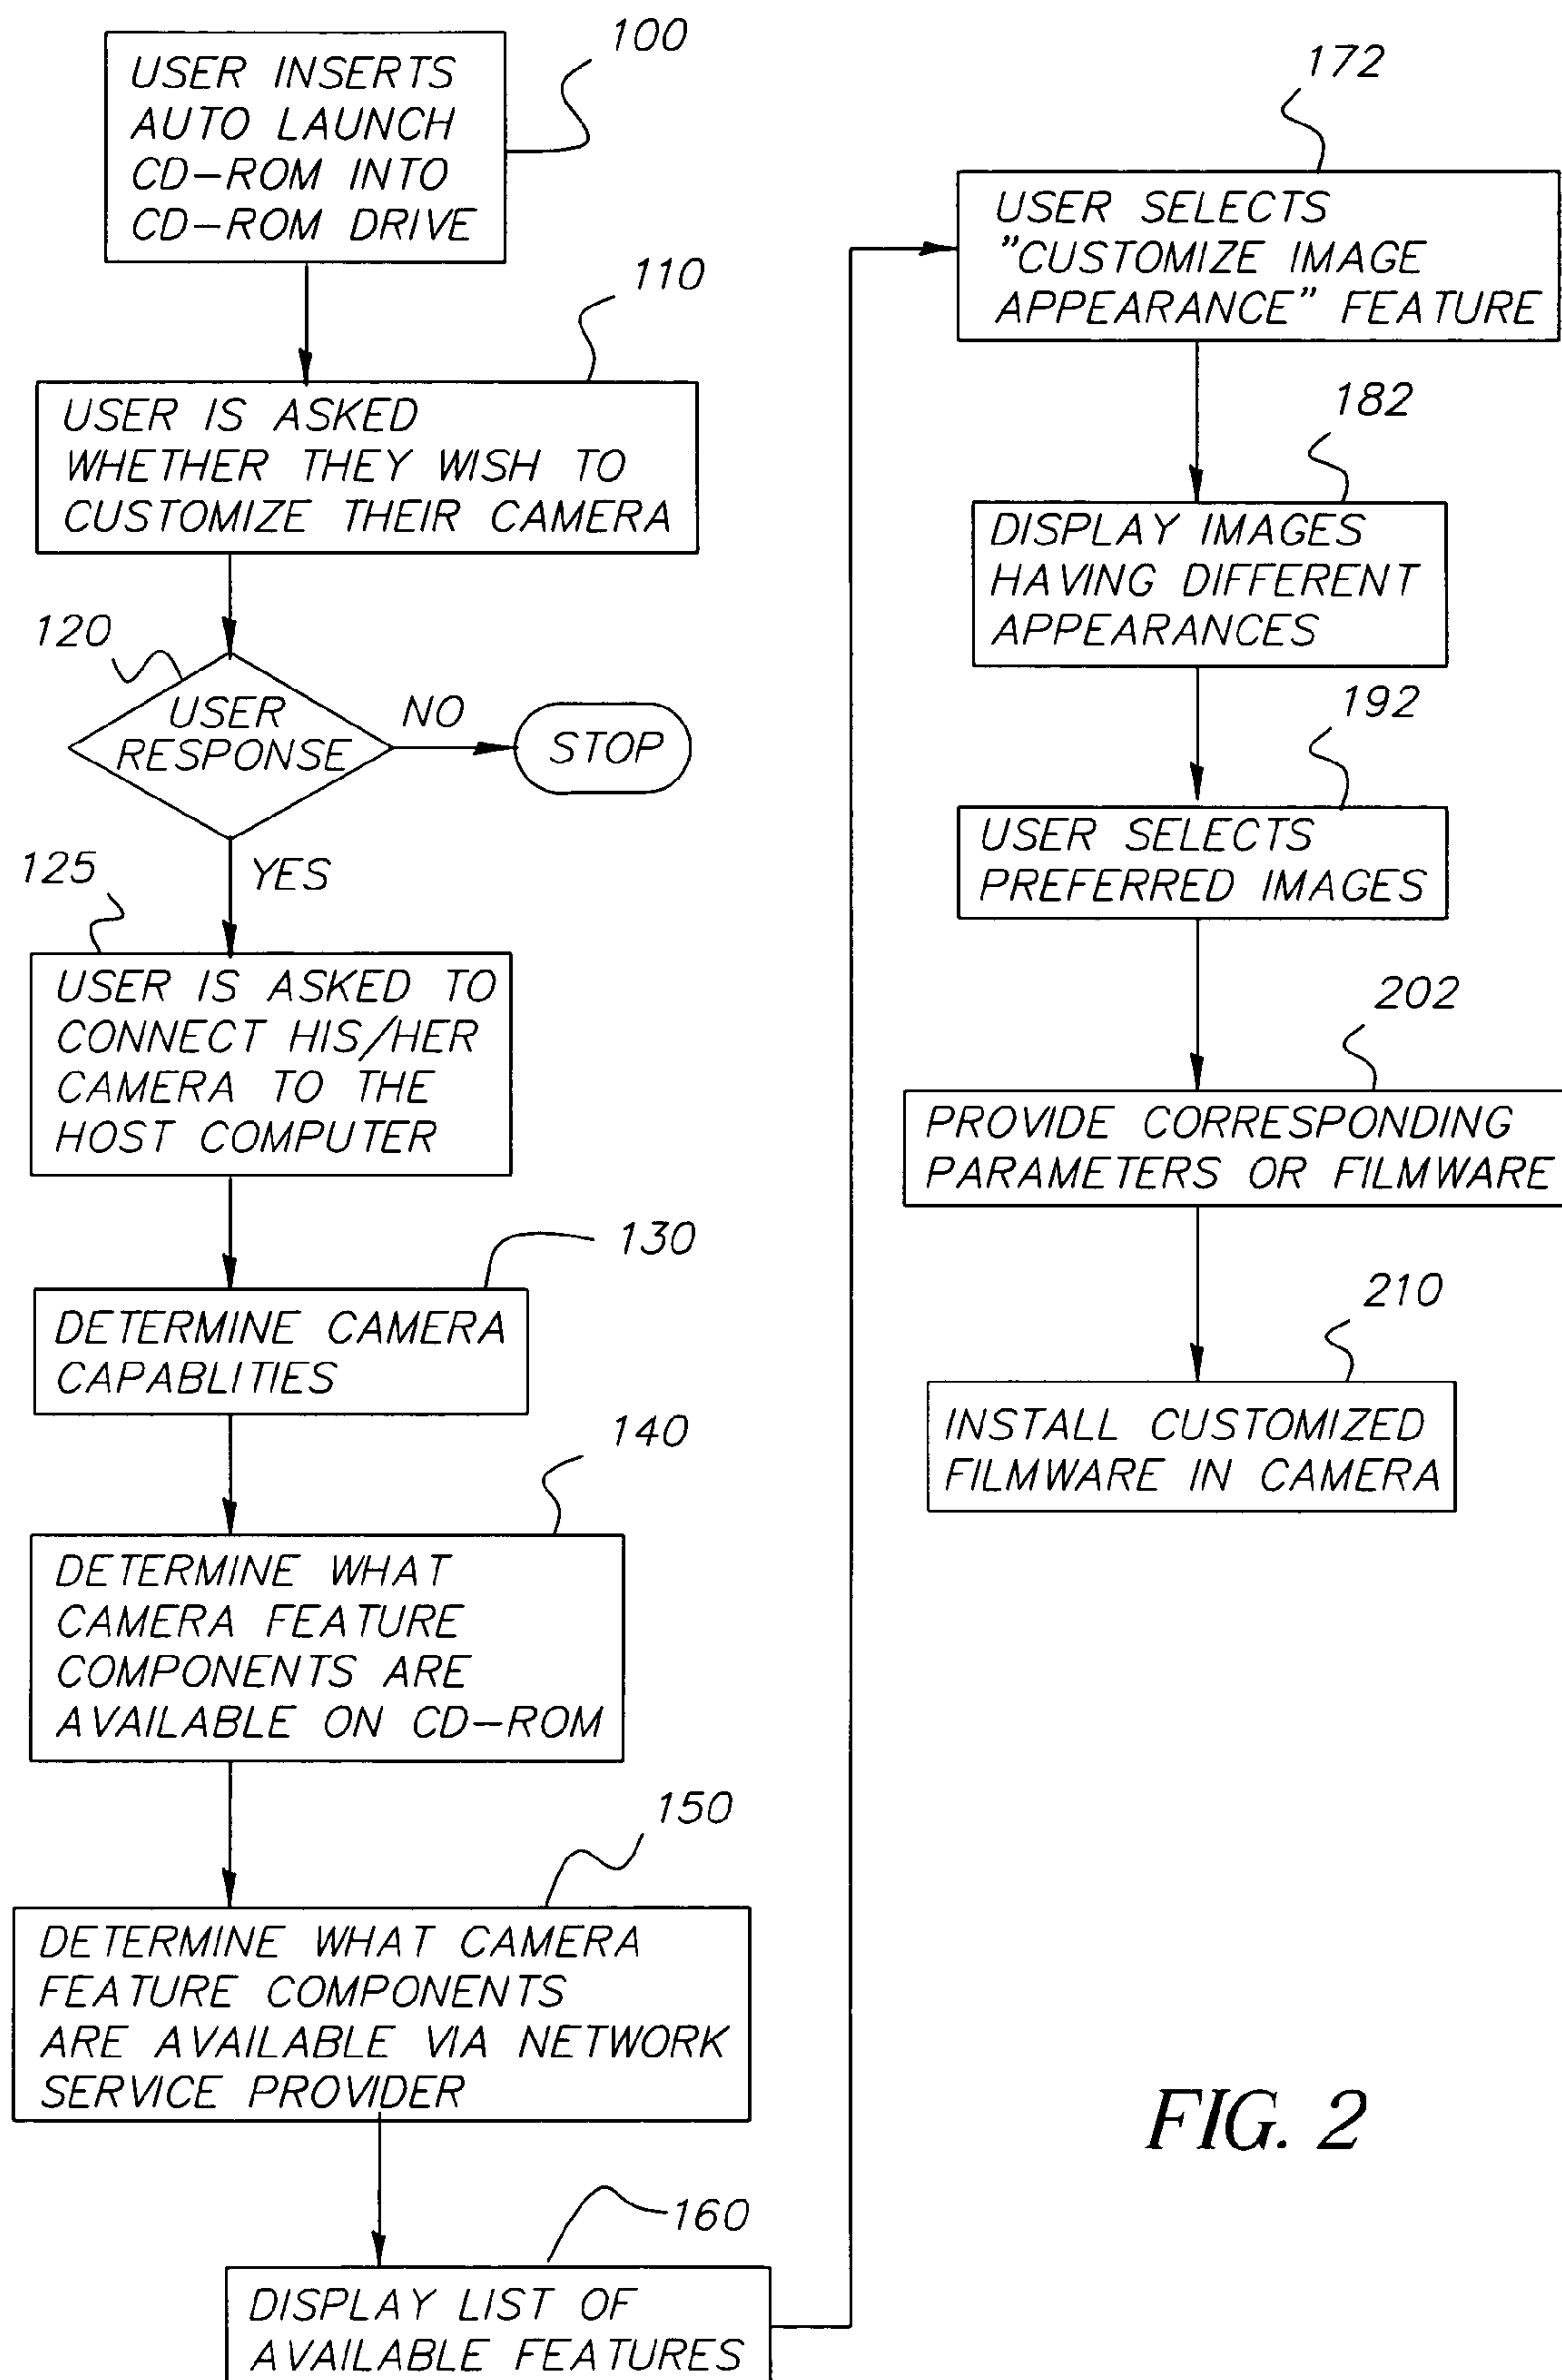 100
USER INSERTS
AUTO LAUNCH
CD-ROM INTO
CD-ROM DRIVE
110
USER IS ASKED
WHETHER THEY WISH TO
CUSTOMIZE THEIR CAMERA
120
USER
RESPONSE
NO
STOP
YES
125
USER IS ASKED TO
CONNECT HIS/HER
CAMERA TO THE
HOST COMPUTER
130
DETERMINE CAMERA
CAPABLITIES
140
DETERMINE WHAT
CAMERA FEATURE
COMPONENTS ARE
AVAILABLE ON CD-ROM
150
DETERMINE WHAT CAMERA
FEATURE COMPONENTS
ARE AVAILABLE VIA NETWORK
SERVICE PROVIDER
160
DISPLAY LIST OF
AVAILABLE FEATURES
172
USER SELECTS
"CUSTOMIZE IMAGE
APPEARANCE" FEATURE
182
DISPLAY IMAGES
HAVING DIFFERENT
APPEARANCES
192
USER SELECTS
PREFERRED IMAGES
202
PROVIDE CORRESPONDING
PARAMETERS OR FILMWARE
210
INSTALL CUSTOMIZED
FILMWARE IN CAMERA
FIG. 2